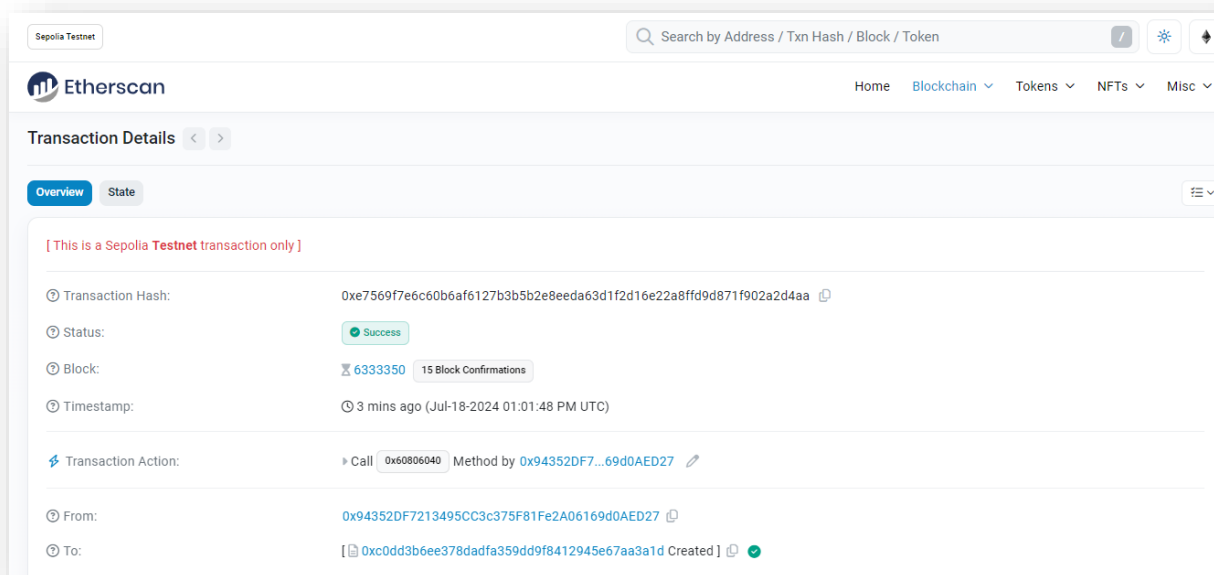 Sepolia Testnet
Search by Address / Txn Hash / Block / Token /
Etherscan
Home Blockchain Tokens NFTs Misc
Transaction Details
Overview State
[ This is a Sepolia Testnet transaction only ]
Transaction Hash: 0xe7569f7e6c60b6af6127b3b5b2e8eeda63d1f2d16e22a8ffd9d871f902a2d4aa
Status: Success
Block: 6333350 15 Block Confirmations
Timestamp: 3 mins ago (Jul-18-2024 01:01:48 PM UTC)
Transaction Action: Call 0x60806040 Method by 0x94352DF7...69d0AED27
From: 0x94352DF7213495CC3c375F81Fe2A06169d0AED27
To: [ 0xc0dd3b6ee378dadfa359dd9f8412945e67aa3a1d Created ]